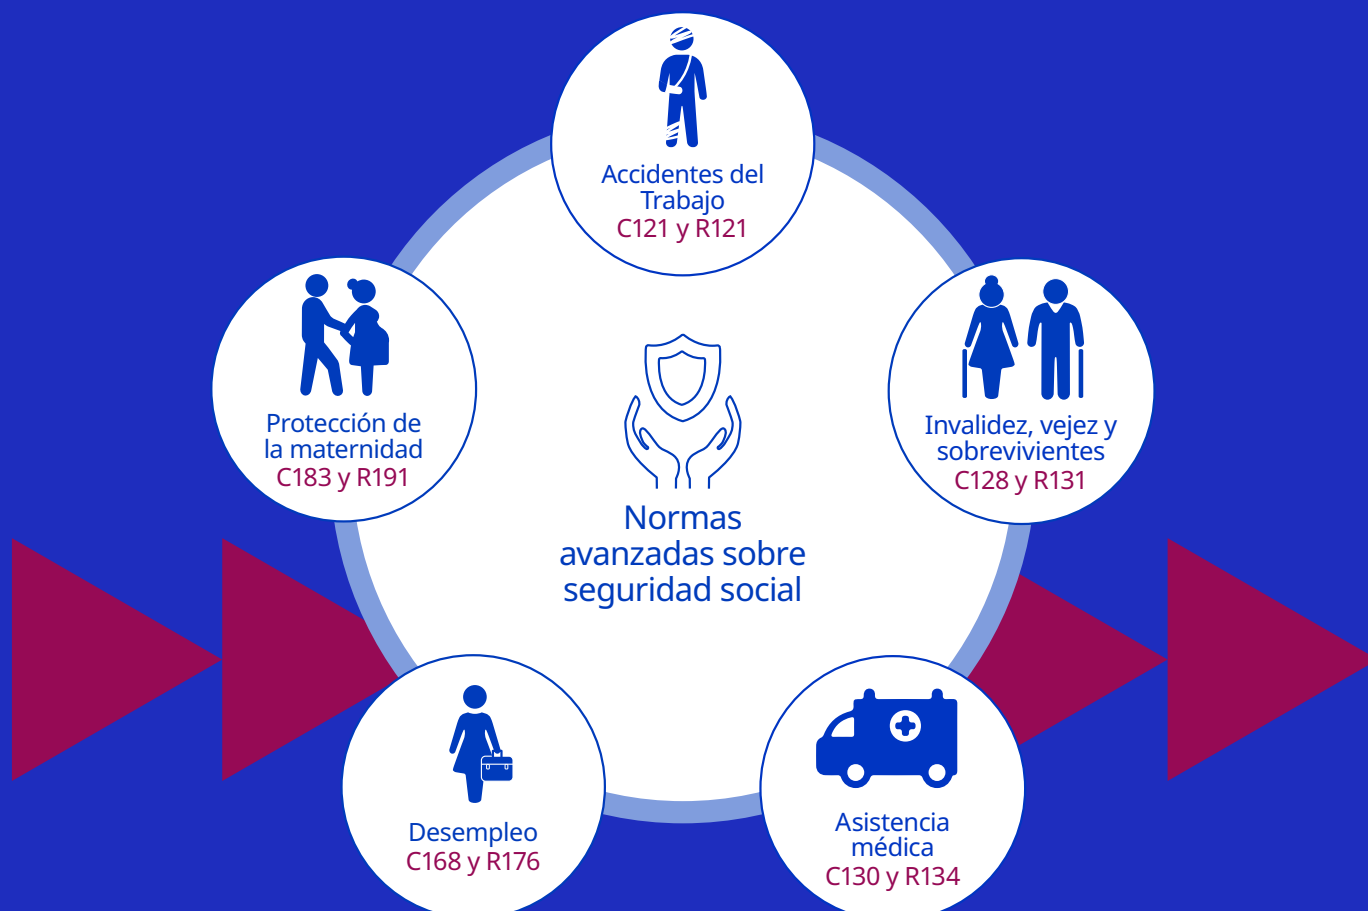 Accidentes del
Trabajo
C121 y R121
Protección de
la maternidad
C183 y R191
Invalidez, vejez y
sobrevivientes
C128 y R131
Normas
avanzadas sobre
seguridad social
Desempleo
C168 y R176
Asistencia
médica
C130 y R134